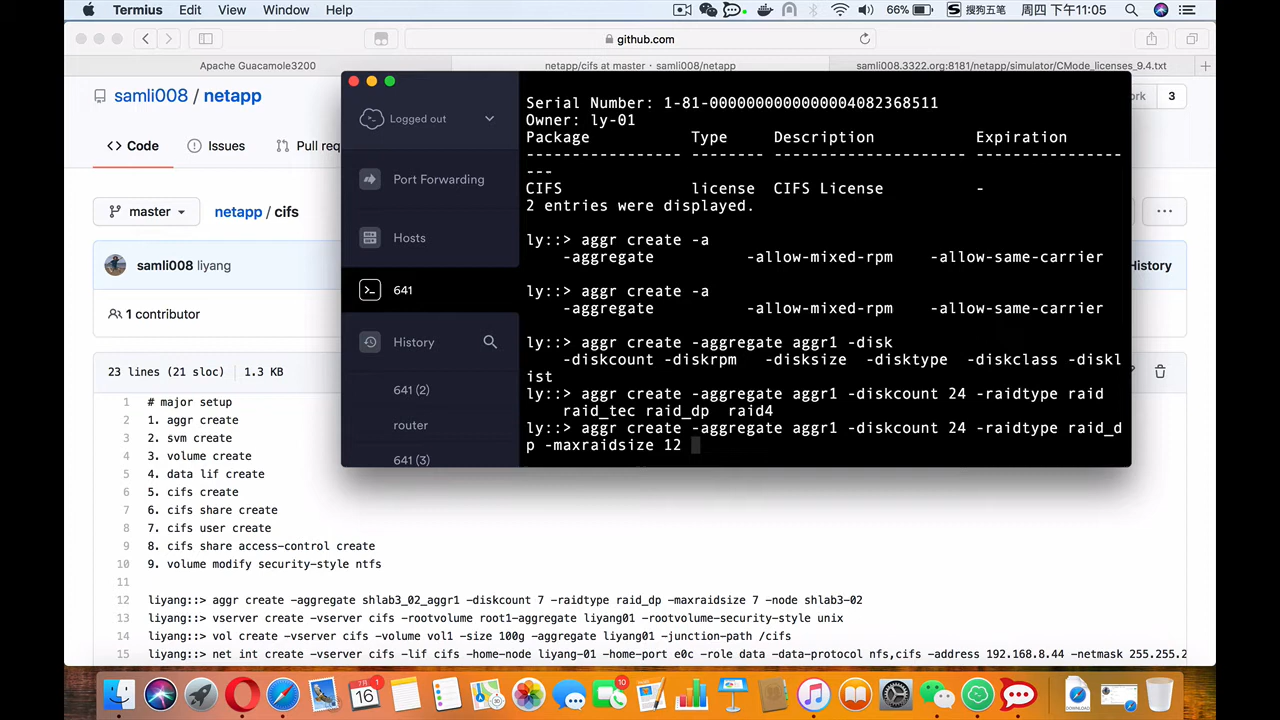 Termius Edit View Window Help 66% 搜狗五笔 周四 下午11:05
github.com
Apache Guacamole3200 netapp/cifs at master · samli008/netapp samli008.3322.org:8181/netapp/simulator/CMode_licenses_9.4.txt
samli008 / netapp 3
Code Issues Pull req
master netapp / cifs
samli008 liyang History
1 contributor
23 lines (21 sloc) 1.3 KB
Logged out
Port Forwarding
Hosts
641
History
641 (2)
router
641 (3)
Serial Number: 1-81-0000000000000004082368511
Owner: ly-01
Package Type Description Expiration
----------------- -------- --------------------- ----------------
---
CIFS license CIFS License -
2 entries were displayed.
ly::> aggr create -a
-aggregate -allow-mixed-rpm -allow-same-carrier
ly::> aggr create -a
-aggregate -allow-mixed-rpm -allow-same-carrier
ly::> aggr create -aggregate aggr1 -disk
-diskcount -diskrpm -disksize -disktype -diskclass -diskl
ist
ly::> aggr create -aggregate aggr1 -diskcount 24 -raidtype raid
raid_tec raid_dp raid4
ly::> aggr create -aggregate aggr1 -diskcount 24 -raidtype raid_d
p -maxraidsize 12
1 # major setup
2 1. aggr create
3 2. svm create
4 3. volume create
5 4. data lif create
6 5. cifs create
7 6. cifs share create
8 7. cifs user create
9 8. cifs share access-control create
10 9. volume modify security-style ntfs
11
12 liyang::> aggr create -aggregate shlab3_02_aggr1 -diskcount 7 -raidtype raid_dp -maxraidsize 7 -node shlab3-02
13 liyang::> vserver create -vserver cifs -rootvolume root1-aggregate liyang01 -rootvolume-security-style unix
14 liyang::> vol create -vserver cifs -volume vol1 -size 100g -aggregate liyang01 -junction-path /cifs
15 liyang::> net int create -vserver cifs -lif cifs -home-node liyang-01 -home-port e0c -role data -data-protocol nfs,cifs -address 192.168.8.44 -netmask 255.255.2
16
10